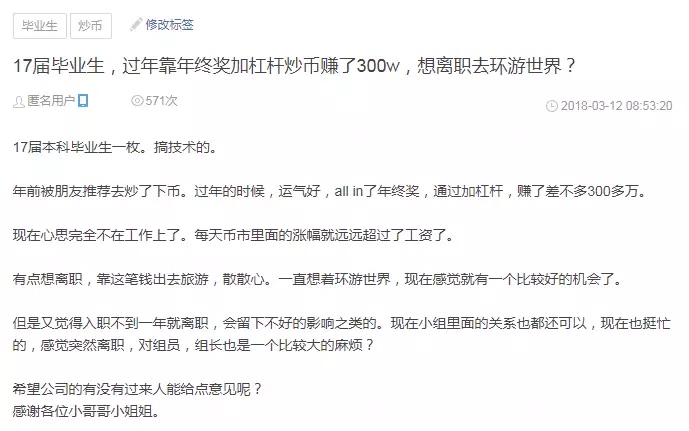 毕业生 炒币 修改标签
17届毕业生，过年靠年终奖加杠杆炒币赚了300w，想离职去环游世界？
匿名用户 571次 2018-03-12 08:53:20
17届本科毕业生一枚。搞技术的。
年前被朋友推荐去炒了下币。过年的时候，运气好，all in了年终奖，通过加杠杆，赚了差不多300多万。
现在心思完全不在工作上了。每天币市里面的涨幅就远远超过了工资了。
有点想离职，靠这笔钱出去旅游，散散心。一直想着环游世界，现在感觉就有一个比较好的机会了。
但是又觉得入职不到一年就离职，会留下不好的影响之类的。现在小组里面的关系也都还可以，现在也挺忙
的，感觉突然离职，对组员，组长也是一个比较大的麻烦？
希望公司的有没有过来人能给点意见呢？
感谢各位小哥哥小姐姐。